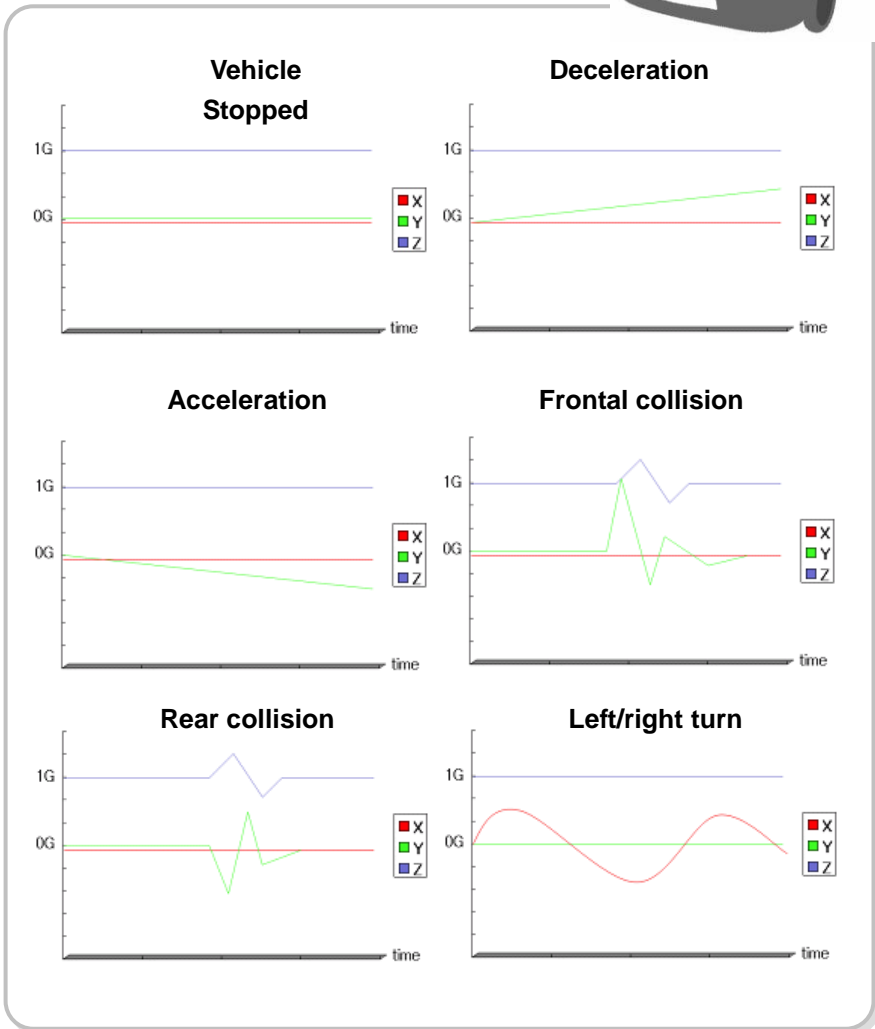 Vehicle
Stopped
1G
0G
X
Y
Z
time
Deceleration
1G
0G
X
Y
Z
time
Acceleration
1G
0G
X
Y
Z
time
Frontal collision
1G
0G
X
Y
Z
time
Rear collision
1G
0G
X
Y
Z
time
Left/right turn
1G
0G
X
Y
Z
time